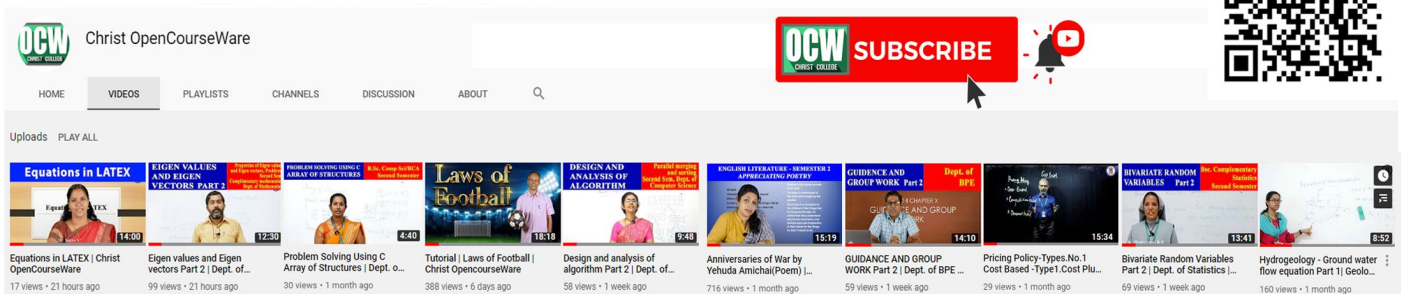 OCW
CHRIST COLLEGE
Christ OpenCourseWare
OCW
CHRIST COLLEGE
SUBSCRIBE
HOME VIDEOS PLAYLISTS CHANNELS DISCUSSION ABOUT
Uploads PLAY ALL
Equations in LATEX
14:00
Equations in LATEX | Christ
OpenCourseWare
17 views • 21 hours ago
EIGEN VALUES
AND EIGEN
VECTORS PART 2
12:30
Eigen values and Eigen
vectors Part 2 | Dept. of...
99 views • 21 hours ago
PROBLEM SOLVING USING C
ARRAY OF STRUCTURES
B.Sc. Comp Sci/BCA
Second Semester
4:40
Problem Solving Using C
Array of Structures | Dept. o...
30 views • 1 month ago
Laws of
Football
18:18
Tutorial | Laws of Football |
Christ OpencourseWare
388 views • 6 days ago
DESIGN AND
ANALYSIS OF
ALGORITHM
Parallel merging
and sorting
Second Sem, Dept. of
Computer Science
9:48
Design and analysis of
algorithm Part 2 | Dept. of...
58 views • 1 week ago
ENGLISH LITERATURE - SEMESTER 2
APPRECIATING POETRY
15:19
Anniversaries of War by
Yehuda Amichai(Poem) |...
716 views • 1 month ago
GUIDENCE AND
GROUP WORK Part 2
Dept. of
BPE
14:10
GUIDANCE AND GROUP
WORK Part 2 | Dept. of BPE ...
59 views • 1 week ago
15:34
Pricing Policy-Types.No.1
Cost Based -Type1.Cost Plu...
29 views • 1 month ago
BIVARIATE RANDOM
VARIABLES Part 2
Bsc. Complementary
Statistics
Second Semester
13:41
Bivariate Random Variables
Part 2 | Dept. of Statistics |...
69 views • 1 week ago
8:52
Hydrogeology - Ground water
flow equation Part 1| Geolo...
160 views • 1 month ago